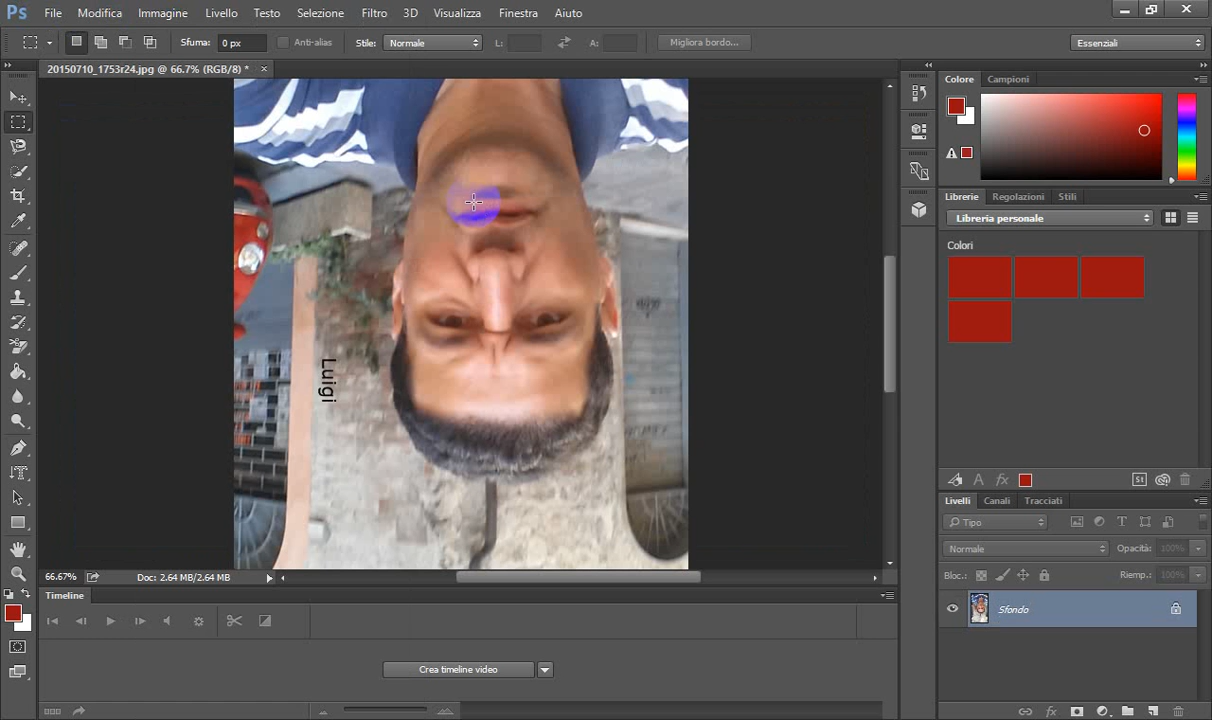 Ps File Modifica Immagine Livello Testo Selezione Filtro 3D Visualizza Finestra Aiuto
Sfuma: 0 px Anti-alias Stile: Normale L: A: Migliora bordo... Essenziali
20150710_1753r24.jpg @ 66.7% (RGB/8) *
Colore Campioni
Librerie Regolazioni Stili
Libreria personale
Colori
Luigi
A fx St
Livelli Canali Tracciati
Tipo T
Normale Opacità: 100%
Bloc.: Riemp.: 100%
Sfondo
66.67% Doc: 2.64 MB/2.64 MB
Timeline
Crea timeline video
fx